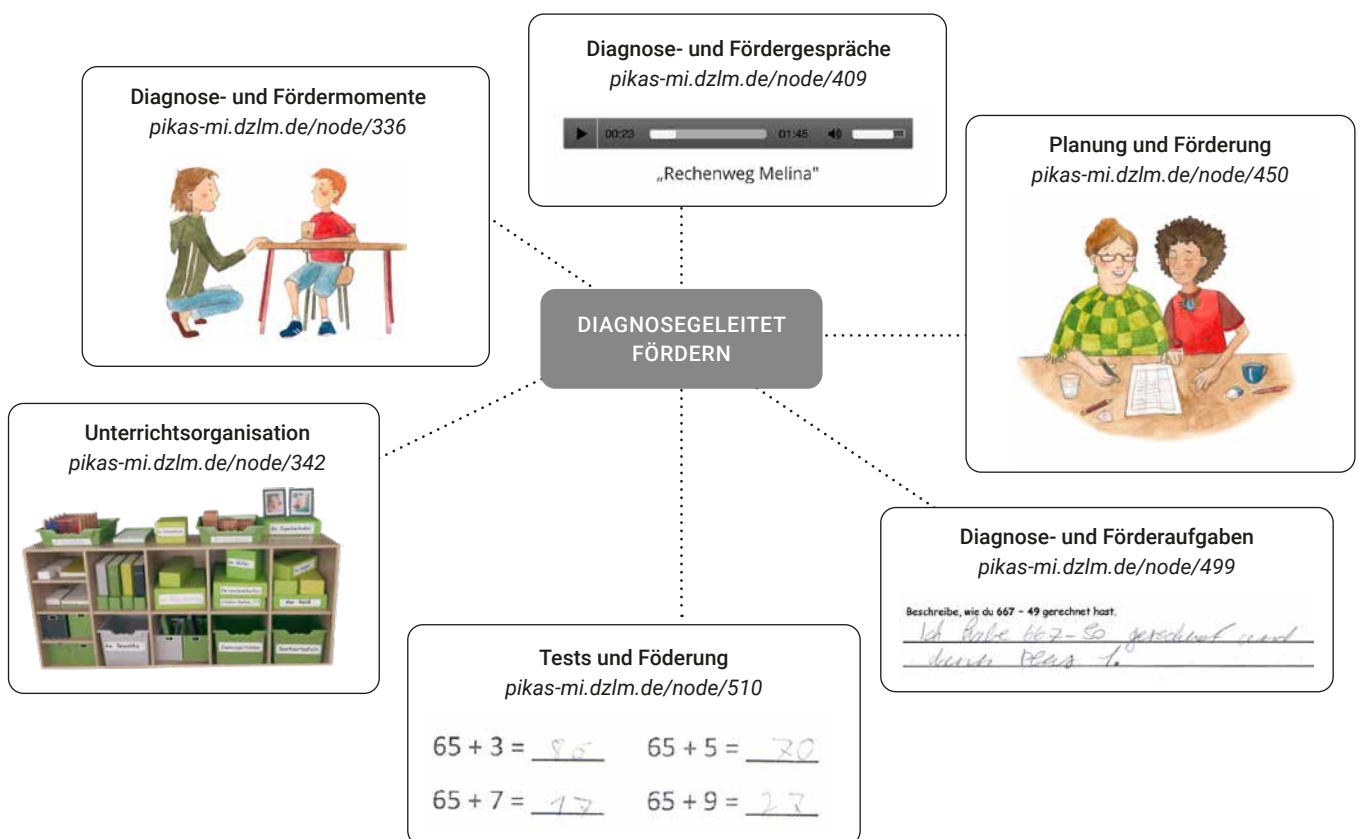 Diagnose- und Fördergespräche
pikas-mi.dzlm.de/node/409
00:23 01:45
„Rechenweg Melina"
Diagnose- und Fördermomente
pikas-mi.dzlm.de/node/336
Planung und Förderung
pikas-mi.dzlm.de/node/450
DIAGNOSEGELEITET
FÖRDERN
Unterrichtsorganisation
pikas-mi.dzlm.de/node/342
Diagnose- und Förderaufgaben
pikas-mi.dzlm.de/node/499
Beschreibe, wie du 667 – 49 gerechnet hast.
Ich habe 667-50 gerechnet und
dann Plus 1.
Tests und Föderung
pikas-mi.dzlm.de/node/510
65 + 3 = 86 65 + 5 = 70
65 + 7 = 17 65 + 9 = 27